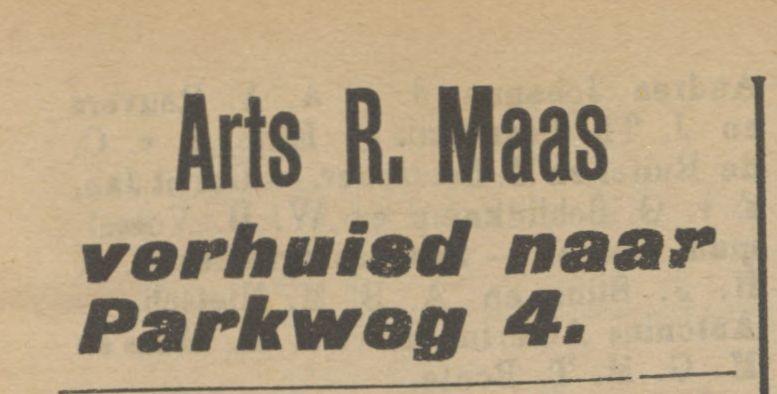 Arts R. Maas
verhuisd naar
Parkweg 4.